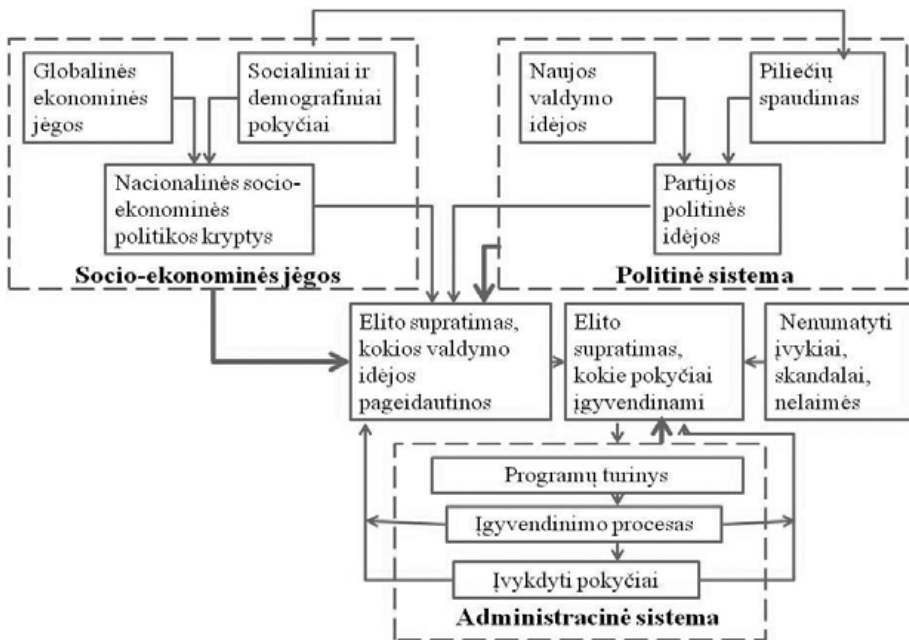 Globalinės
ekonominės
jėgos
Socialiniai ir
demografiniai
pokyčiai
Nacionalinės socio-
ekonominės
politikos kryptys
Socio-ekonominės jėgos
Naujos
valdymo
idėjos
Piliečių
spaudimas
Partijos
politinės
idėjos
Politinė sistema
Elito supratimas,
kokios valdymo
idėjos
pageidautinos
Elito
supratimas,
kokie pokyčiai
įgyvendinami
Nenumatyti
įvykiai,
skandalai,
nelaimės
Programų turinys
Įgyvendinimo procesas
Įvykdyti pokyčiai
Administracinė sistema